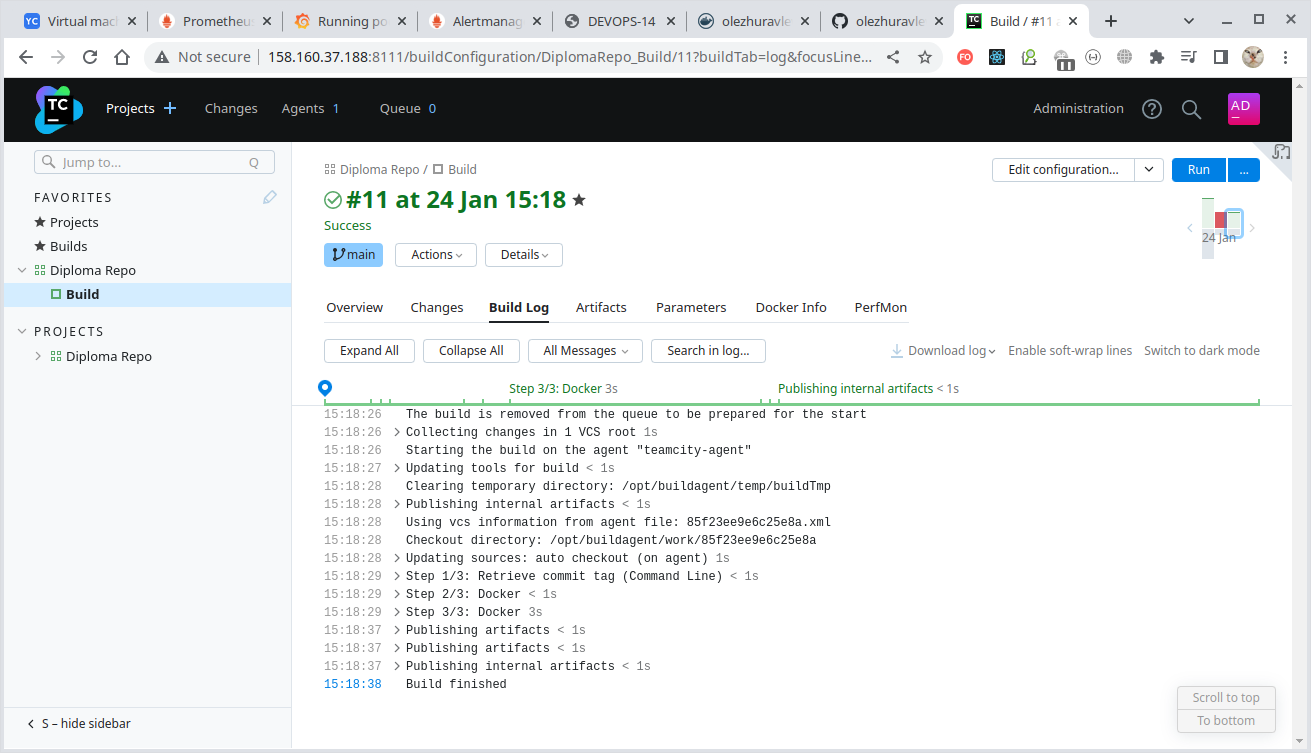 YC Virtual mac
Prometheus
Running po
Alertmanag
DEVOPS-14
olezhuravle
olezhuravle
Build / #11
Not secure 158.160.37.188:8111/buildConfiguration/DiplomaRepo_Build/11?buildTab=log&focusLine...
TC Projects Changes Agents 1 Queue 0 Administration AD
Jump to... Q
FAVORITES
Projects
Builds
Diploma Repo
Build
PROJECTS
Diploma Repo
S – hide sidebar
Diploma Repo / Build
Edit configuration... Run ...
#11 at 24 Jan 15:18
Success
24 Jan
main Actions Details
Overview Changes Build Log Artifacts Parameters Docker Info PerfMon
Expand All Collapse All All Messages Search in log... Download log Enable soft-wrap lines Switch to dark mode
Step 3/3: Docker 3s Publishing internal artifacts < 1s
15:18:26 The build is removed from the queue to be prepared for the start
15:18:26 Collecting changes in 1 VCS root 1s
15:18:26 Starting the build on the agent "teamcity-agent"
15:18:27 Updating tools for build < 1s
15:18:28 Clearing temporary directory: /opt/buildagent/temp/buildTmp
15:18:28 Publishing internal artifacts < 1s
15:18:28 Using vcs information from agent file: 85f23ee9e6c25e8a.xml
15:18:28 Checkout directory: /opt/buildagent/work/85f23ee9e6c25e8a
15:18:28 Updating sources: auto checkout (on agent) 1s
15:18:29 Step 1/3: Retrieve commit tag (Command Line) < 1s
15:18:29 Step 2/3: Docker < 1s
15:18:29 Step 3/3: Docker 3s
15:18:37 Publishing artifacts < 1s
15:18:37 Publishing artifacts < 1s
15:18:37 Publishing internal artifacts < 1s
15:18:38 Build finished
Scroll to top
To bottom